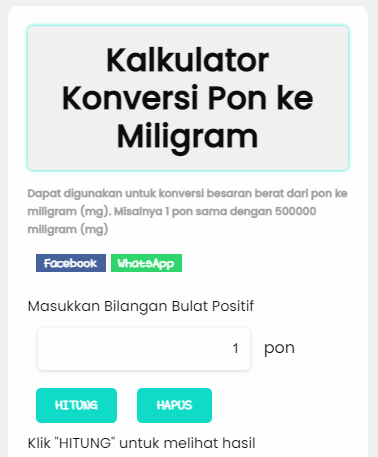 Kalkulator
Konversi Pon ke
Miligram
Dapat digunakan untuk konversi besaran berat dari pon ke
miligram (mg). Misalnya 1 pon sama dengan 500000
miligram (mg)
Facebook WhatsApp
Masukkan Bilangan Bulat Positif
1 pon
HITUNG HAPUS
Klik "HITUNG" untuk melihat hasil